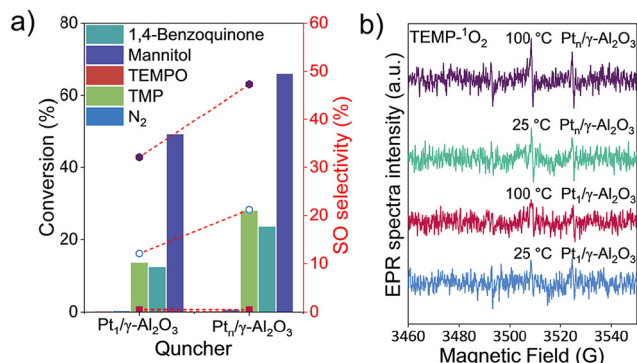 a)
80
60
40
20
0
Conversion (%)
1,4-Benzoquinone
Mannitol
TEMPO
TMP
N₂
60
50
40
30
20
10
0
SO selectivity (%)
Pt₁/γ-Al₂O₃
Ptₙ/γ-Al₂O₃
Quncher
b)
TEMP-¹O₂
100 °C Ptₙ/γ-Al₂O₃
25 °C Ptₙ/γ-Al₂O₃
100 °C Pt₁/γ-Al₂O₃
25 °C Pt₁/γ-Al₂O₃
EPR spectra intensity (a.u.)
3460 3480 3500 3520 3540
Magnetic Field (G)